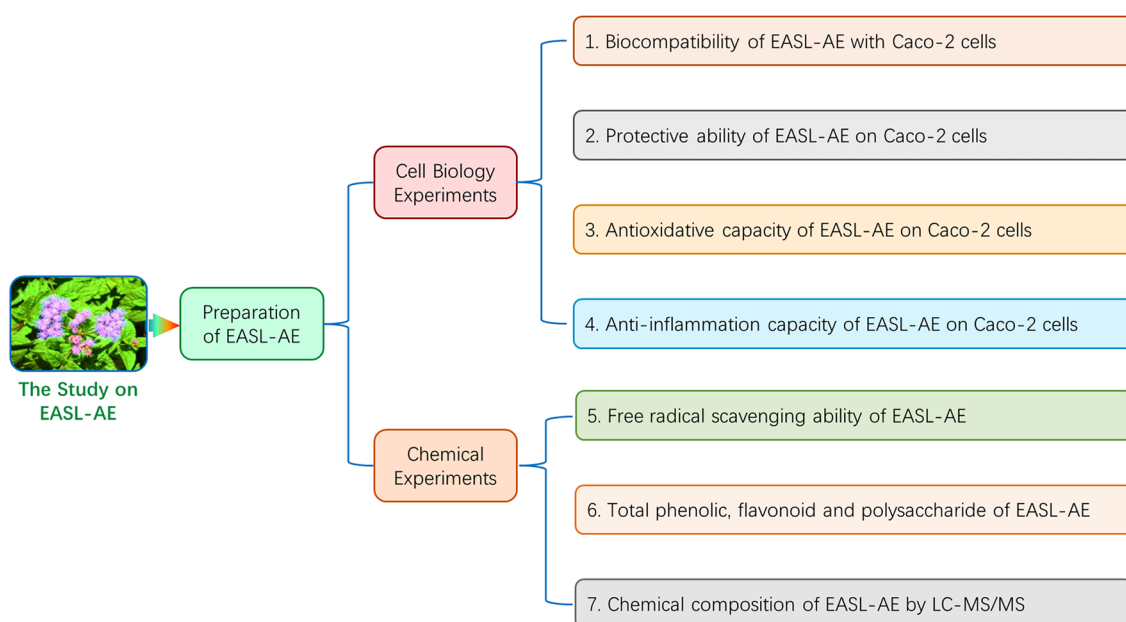 The Study on
EASL-AE
Preparation
of EASL-AE
Cell Biology
Experiments
1. Biocompatibility of EASL-AE with Caco-2 cells
2. Protective ability of EASL-AE on Caco-2 cells
3. Antioxidative capacity of EASL-AE on Caco-2 cells
4. Anti-inflammation capacity of EASL-AE on Caco-2 cells
Chemical
Experiments
5. Free radical scavenging ability of EASL-AE
6. Total phenolic, flavonoid and polysaccharide of EASL-AE
7. Chemical composition of EASL-AE by LC-MS/MS